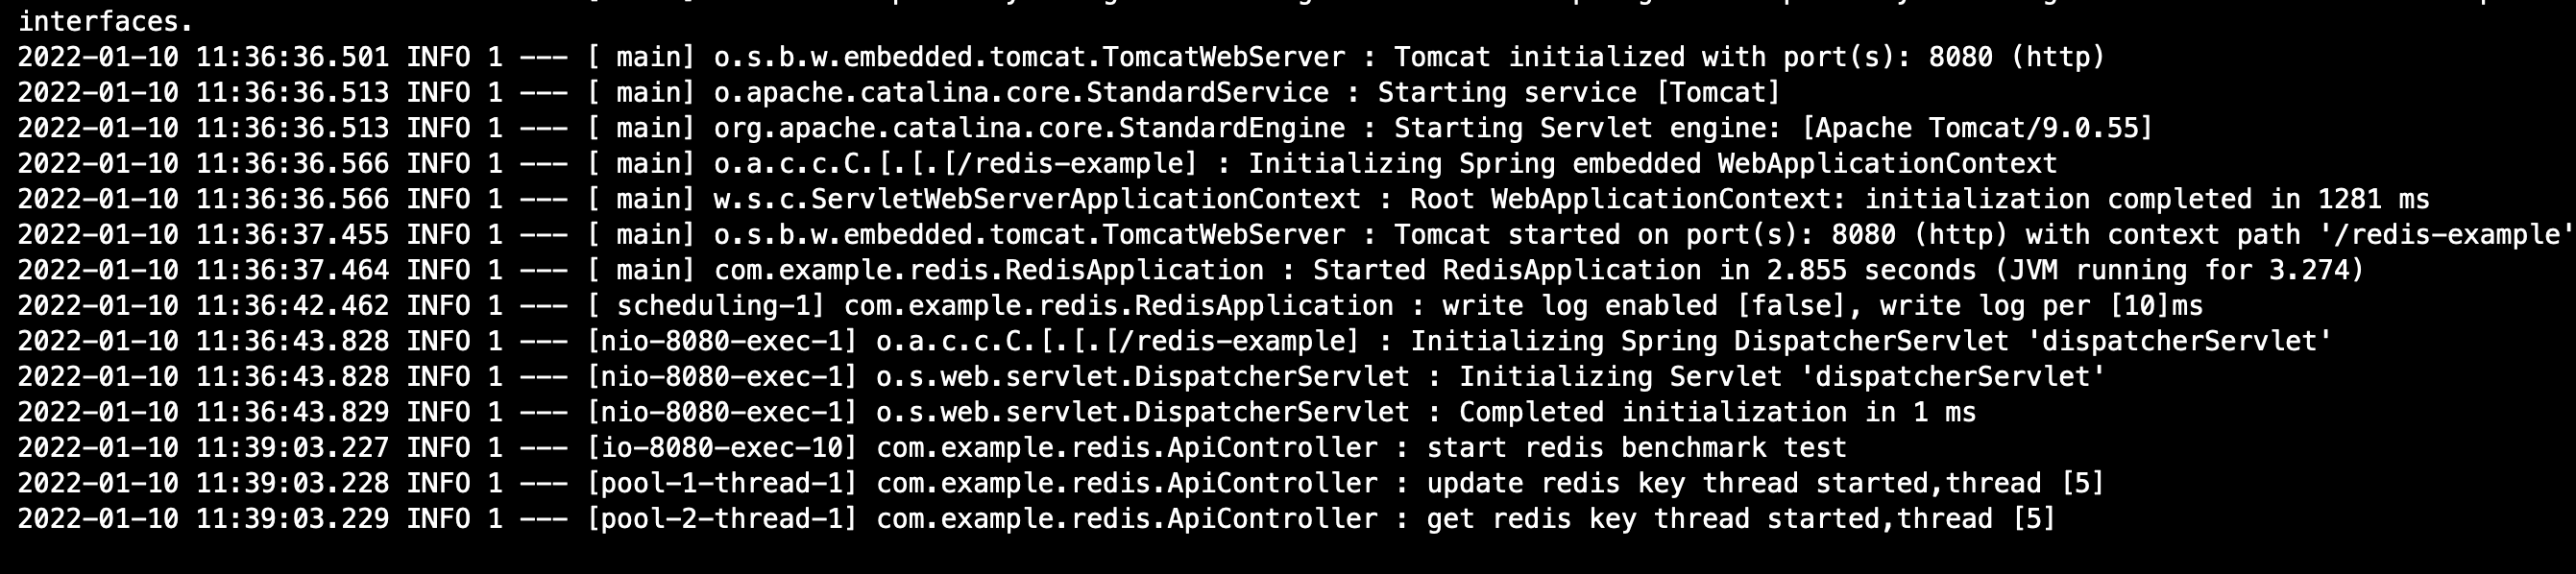 interfaces.
2022-01-10 11:36:36.501 INFO 1 --- [ main] o.s.b.w.embedded.tomcat.TomcatWebServer : Tomcat initialized with port(s): 8080 (http)
2022-01-10 11:36:36.513 INFO 1 --- [ main] o.apache.catalina.core.StandardService : Starting service [Tomcat]
2022-01-10 11:36:36.513 INFO 1 --- [ main] org.apache.catalina.core.StandardEngine : Starting Servlet engine: [Apache Tomcat/9.0.55]
2022-01-10 11:36:36.566 INFO 1 --- [ main] o.a.c.c.C.[.[.[/redis-example] : Initializing Spring embedded WebApplicationContext
2022-01-10 11:36:36.566 INFO 1 --- [ main] w.s.c.ServletWebServerApplicationContext : Root WebApplicationContext: initialization completed in 1281 ms
2022-01-10 11:36:37.455 INFO 1 --- [ main] o.s.b.w.embedded.tomcat.TomcatWebServer : Tomcat started on port(s): 8080 (http) with context path '/redis-example'
2022-01-10 11:36:37.464 INFO 1 --- [ main] com.example.redis.RedisApplication : Started RedisApplication in 2.855 seconds (JVM running for 3.274)
2022-01-10 11:36:42.462 INFO 1 --- [ scheduling-1] com.example.redis.RedisApplication : write log enabled [false], write log per [10]ms
2022-01-10 11:36:43.828 INFO 1 --- [nio-8080-exec-1] o.a.c.c.C.[.[.[/redis-example] : Initializing Spring DispatcherServlet 'dispatcherServlet'
2022-01-10 11:36:43.828 INFO 1 --- [nio-8080-exec-1] o.s.web.servlet.DispatcherServlet : Initializing Servlet 'dispatcherServlet'
2022-01-10 11:36:43.829 INFO 1 --- [nio-8080-exec-1] o.s.web.servlet.DispatcherServlet : Completed initialization in 1 ms
2022-01-10 11:39:03.227 INFO 1 --- [io-8080-exec-10] com.example.redis.ApiController : start redis benchmark test
2022-01-10 11:39:03.228 INFO 1 --- [pool-1-thread-1] com.example.redis.ApiController : update redis key thread started,thread [5]
2022-01-10 11:39:03.229 INFO 1 --- [pool-2-thread-1] com.example.redis.ApiController : get redis key thread started,thread [5]